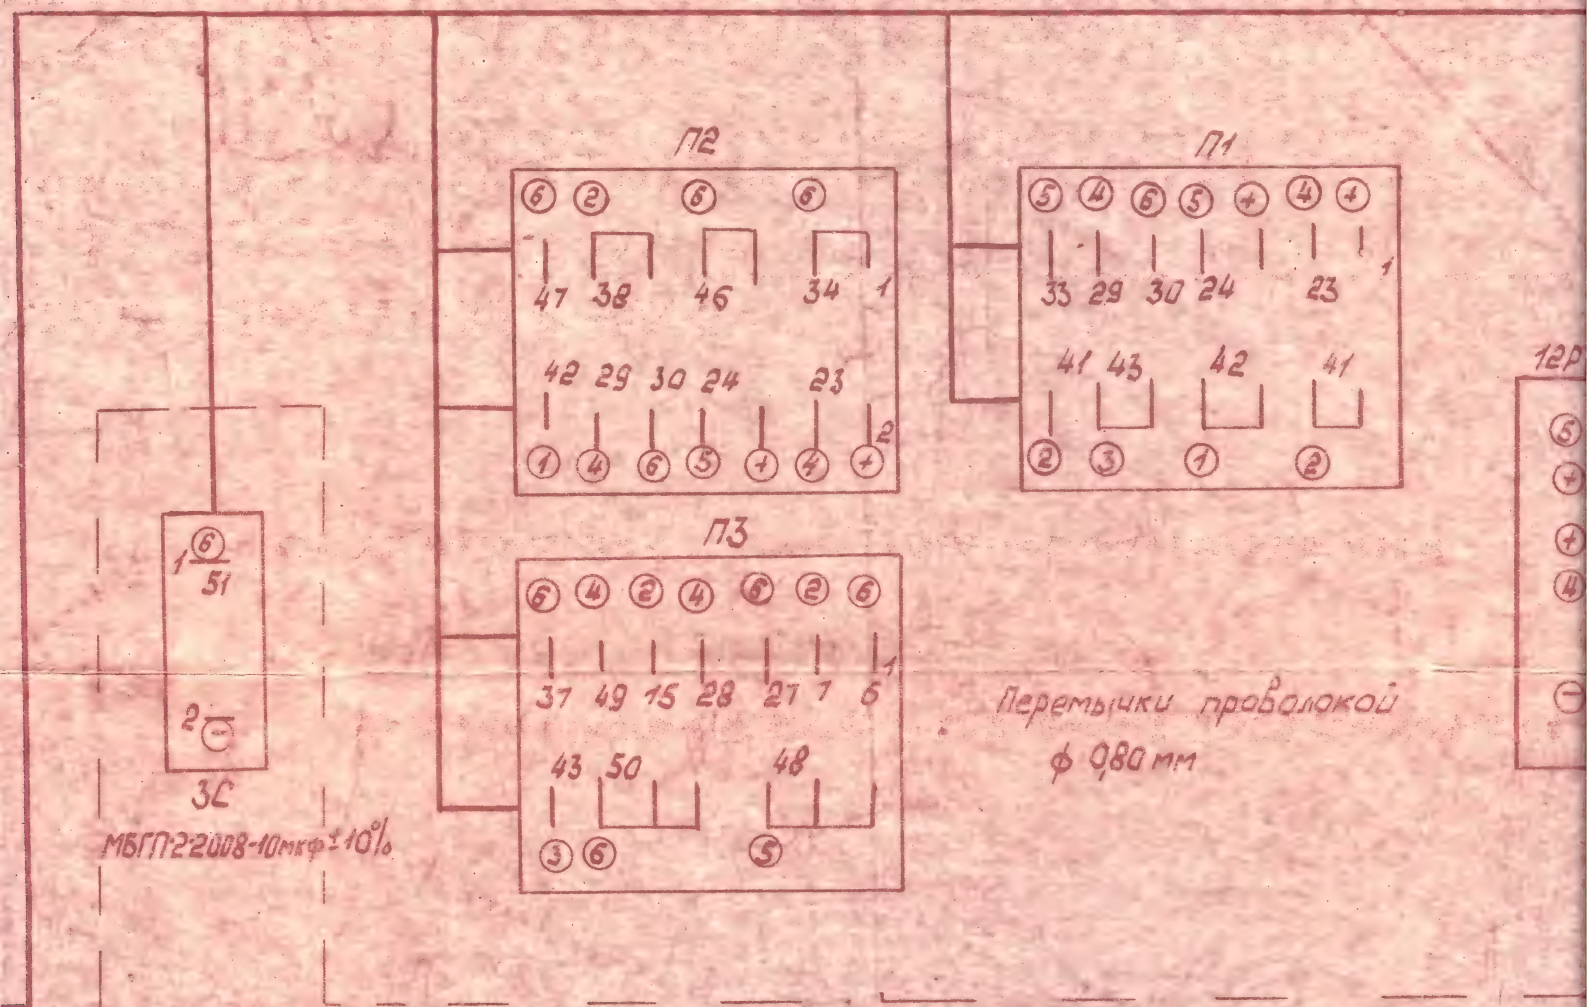 П2
⑥ ② ⑥ ⑥
47 38 46 34 1
42 29 30 24 23
2
① ④ ⑥ ⑤ + ④ +
П1
⑤ ④ ⑥ ⑤ + ④ +
33 29 30 24 23 1
41 43 42 41
② ③ ① ②
П3
⑥ ④ ② ④ ⑥ ② ⑥
1
37 49 15 28 27 7 6
43 50 48
③ ⑥ ⑤
1 ⑥
51
2 ⊖
3С
МБГП-2-200В-10мкф±10%
Перемычки проволокой
ф 0,80 мм
12Р
⑤
+
+
④
−